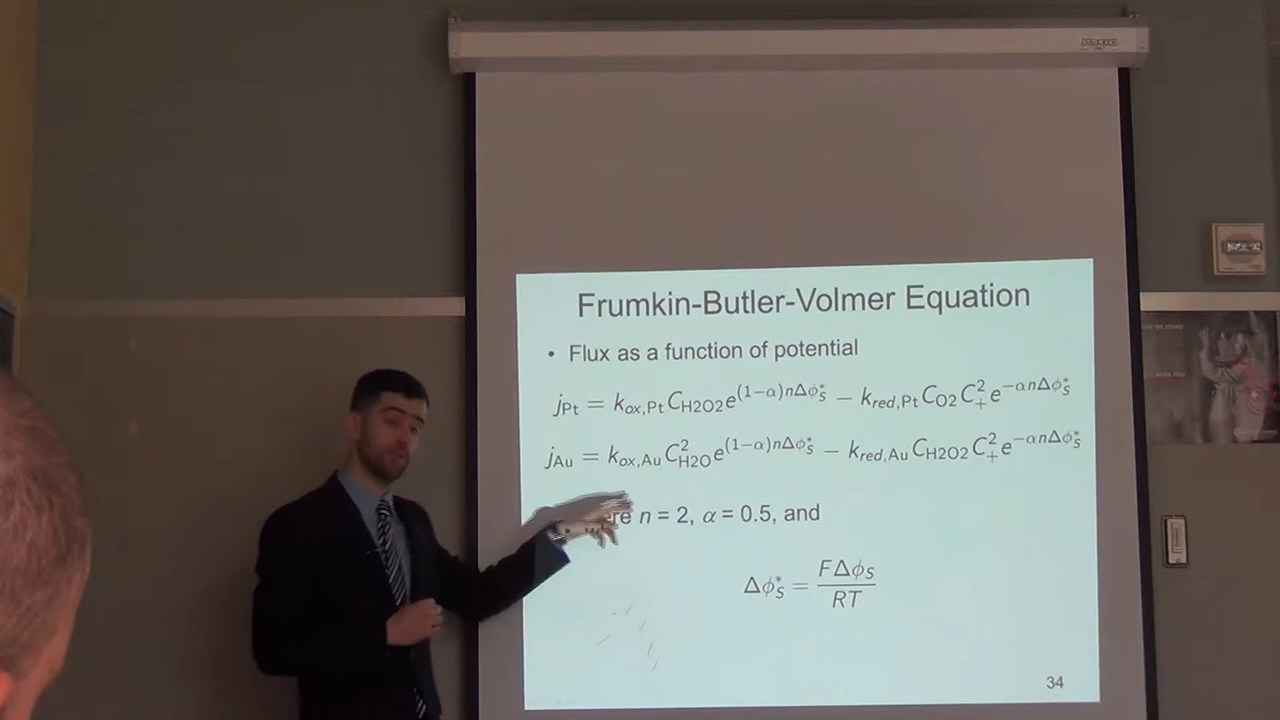 Frumkin-Butler-Volmer Equation
• Flux as a function of potential
j_Pt = k_ox,Pt C_H2O2 e^(1−α)nΔϕ*_S − k_red,Pt C_O2 C_+^2 e^−αnΔϕ*_S
j_Au = k_ox,Au C_H2O^2 e^(1−α)nΔϕ*_S − k_red,Au C_H2O2 C_+^2 e^−αnΔϕ*_S
n = 2, α = 0.5, and
Δϕ*_S = FΔϕ_S / RT
34